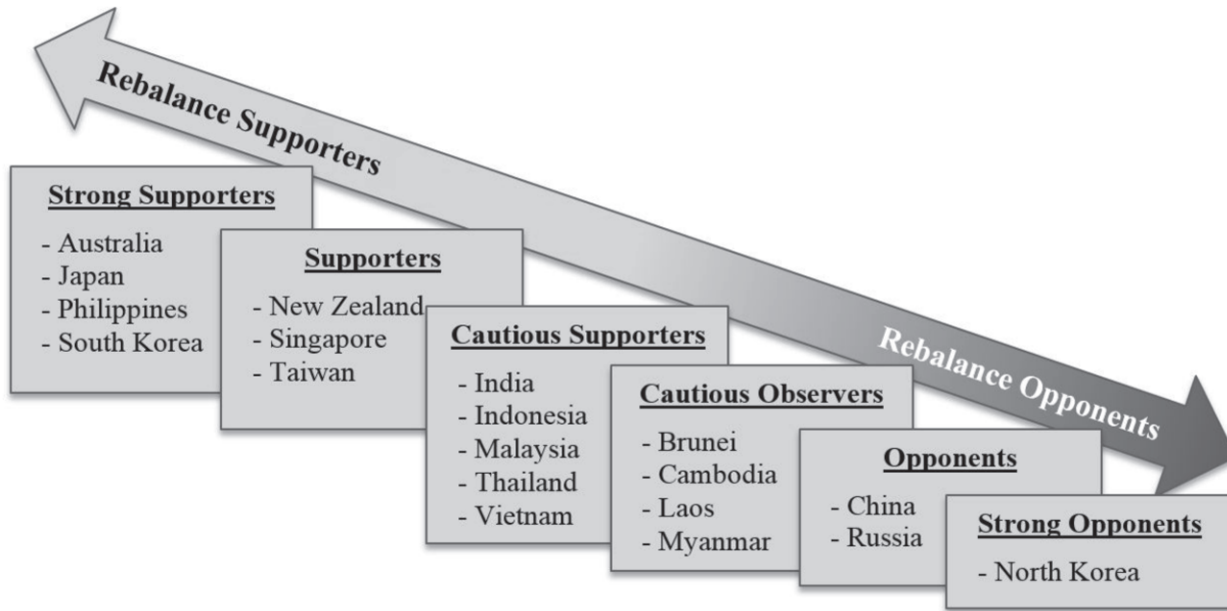 Rebalance Supporters
Rebalance Opponents
Strong Supporters
- Australia
- Japan
- Philippines
- South Korea
Supporters
- New Zealand
- Singapore
- Taiwan
Cautious Supporters
- India
- Indonesia
- Malaysia
- Thailand
- Vietnam
Cautious Observers
- Brunei
- Cambodia
- Laos
- Myanmar
Opponents
- China
- Russia
Strong Opponents
- North Korea